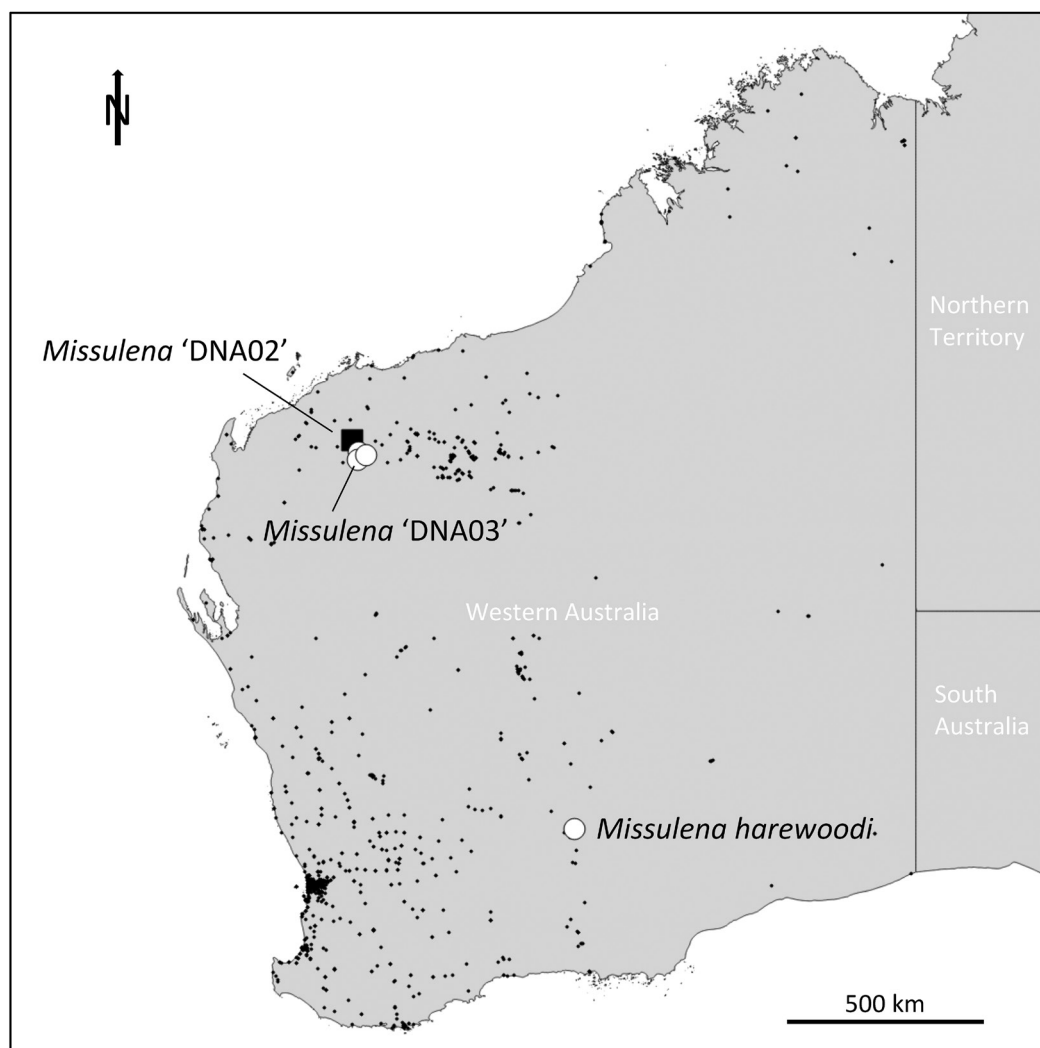 N
Northern
Territory
Missulena ‘DNA02’
Missulena ‘DNA03’
Western Australia
South
Australia
Missulena harewoodi
500 km